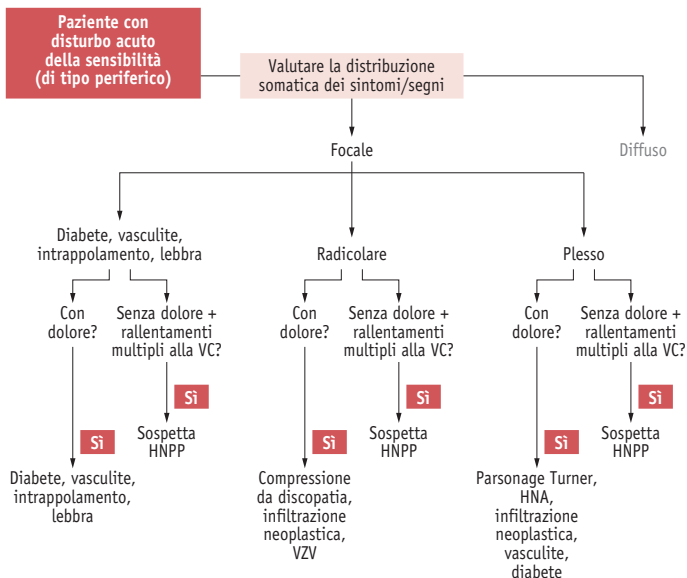 Paziente con
disturbo acuto
della sensibilità
(di tipo periferico)
Valutare la distribuzione
somatica dei sintomi/segni
Focale
Diffuso
Diabete, vasculite,
intrappolamento, lebbra
Radicolare
Plesso
Con
dolore?
Senza dolore +
rallentamenti
multipli alla VC?
Con
dolore?
Senza dolore +
rallentamenti
multipli alla VC?
Con
dolore?
Senza dolore +
rallentamenti
multipli alla VC?
Sì
Sì
Sì
Sì
Sospetta
HNPP
Sì
Sospetta
HNPP
Sì
Sospetta
HNPP
Diabete, vasculite,
intrappolamento,
lebbra
Compressione
da discopatia,
infiltrazione
neoplastica,
VZV
Parsonage Turner,
HNA,
infiltrazione
neoplastica,
vasculite,
diabete